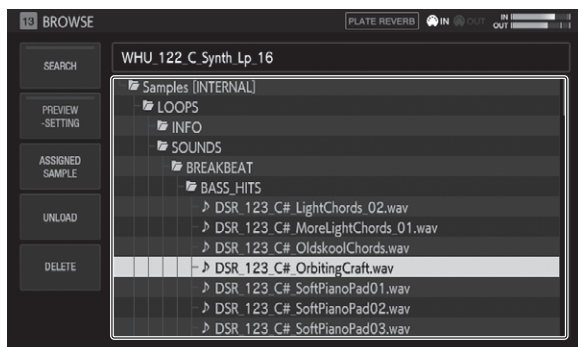 13 BROWSE
PLATE REVERB IN OUT IN
OUT
SEARCH
WHU_122_C_Synth_Lp_16
Samples [INTERNAL]
LOOPS
PREVIEW
-SETTING
INFO
SOUNDS
ASSIGNED
SAMPLE
BREAKBEAT
BASS_HITS
DSR_123_C#_LightChords_02.wav
UNLOAD
DSR_123_C#_MoreLightChords_01.wav
DSR_123_C#_OldskoolChords.wav
DELETE
DSR_123_C#_OrbitingCraft.wav
DSR_123_C#_SoftPianoPad01.wav
DSR_123_C#_SoftPianoPad02.wav
DSR_123_C#_SoftPianoPad03.wav